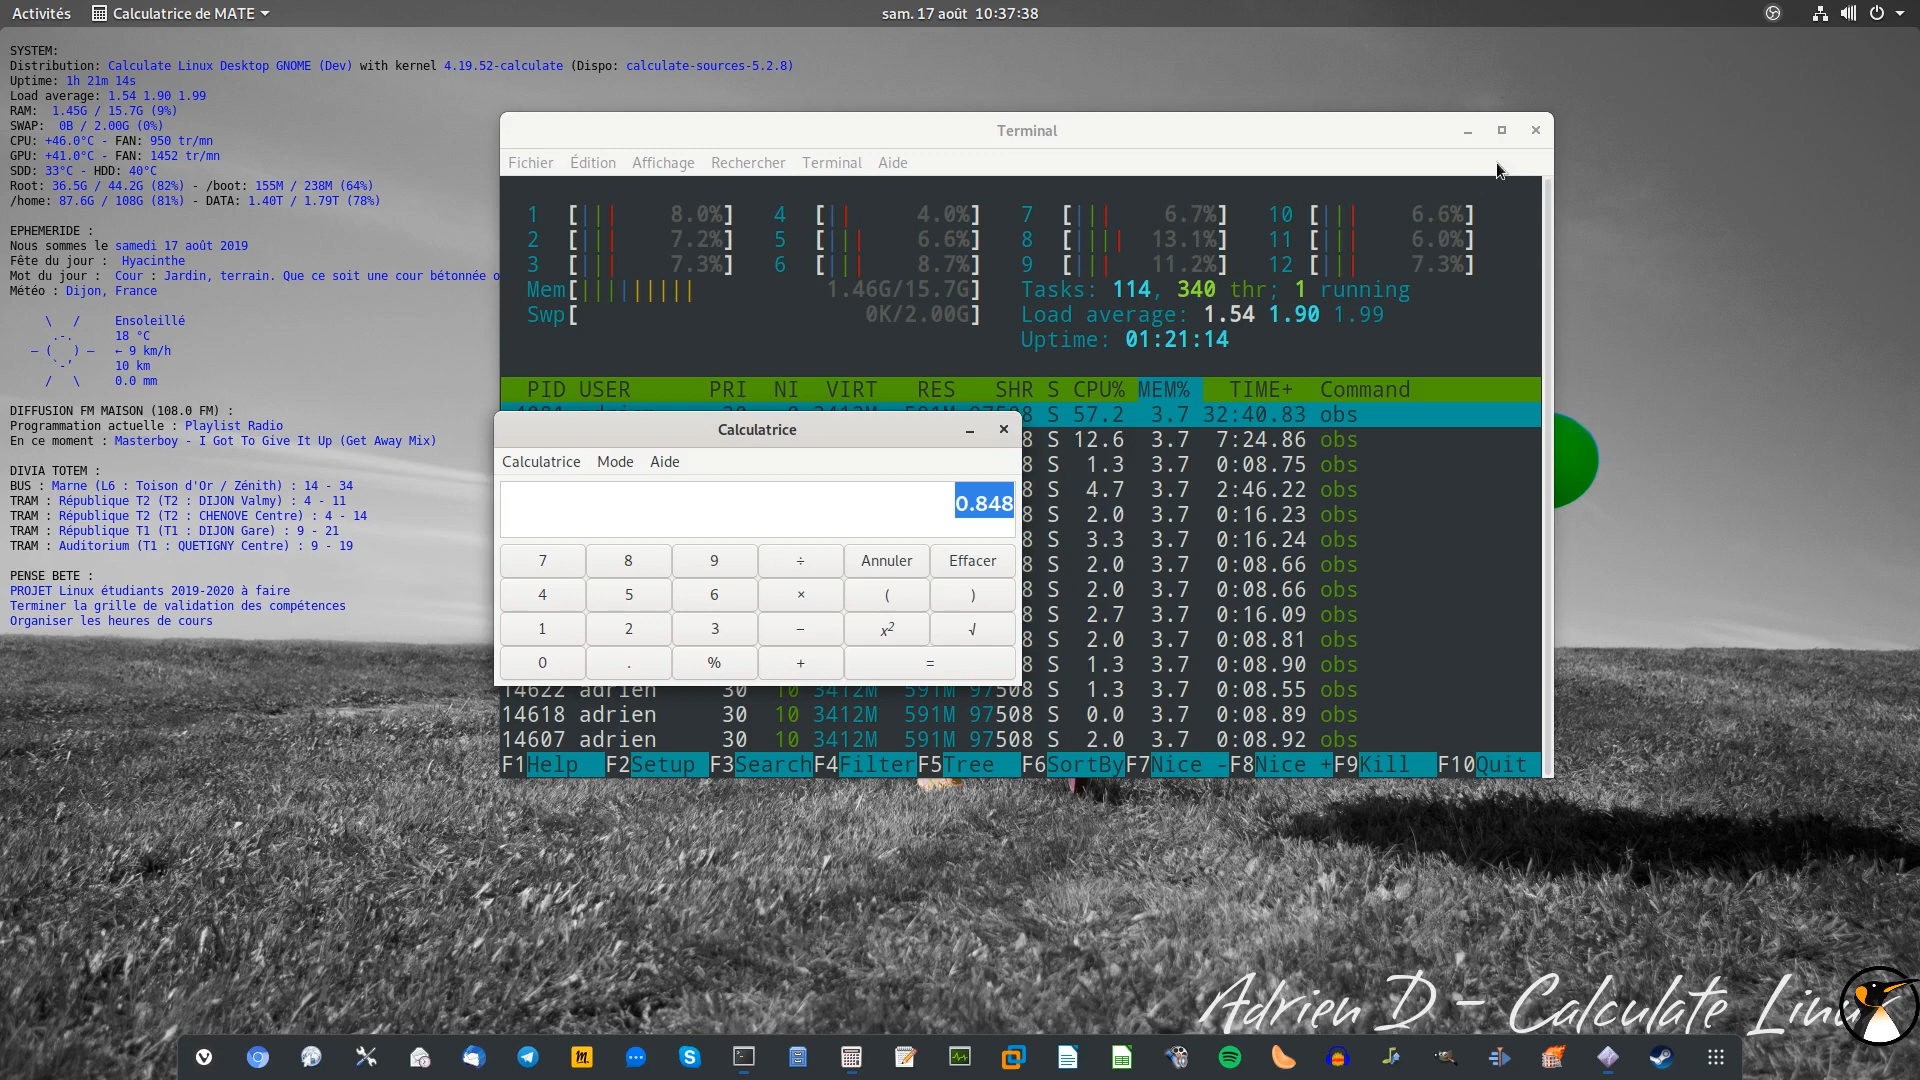 Activités Calculatrice de MATE sam. 17 août 10:37:38
SYSTEM:
Distribution: Calculate Linux Desktop GNOME (Dev) with kernel 4.19.52-calculate (Dispo: calculate-sources-5.2.8)
Uptime: 1h 21m 14s
Load average: 1.54 1.90 1.99
RAM: 1.45G / 15.7G (9%)
SWAP: 0B / 2.00G (0%)
CPU: +46.0°C - FAN: 950 tr/mn
GPU: +41.0°C - FAN: 1452 tr/mn
SDD: 33°C - HDD: 40°C
Root: 36.5G / 44.2G (82%) - /boot: 155M / 238M (64%)
/home: 87.6G / 108G (81%) - DATA: 1.40T / 1.79T (78%)
EPHEMERIDE :
Nous sommes le samedi 17 août 2019
Fête du jour : Hyacinthe
Mot du jour : Cour : Jardin, terrain. Que ce soit une cour bétonnée o
Météo : Dijon, France
Ensoleillé
18 °C
← 9 km/h
10 km
0.0 mm
DIFFUSION FM MAISON (108.0 FM) :
Programmation actuelle : Playlist Radio
En ce moment : Masterboy - I Got To Give It Up (Get Away Mix)
DIVIA TOTEM :
BUS : Marne (L6 : Toison d'Or / Zénith) : 14 - 34
TRAM : République T2 (T2 : DIJON Valmy) : 4 - 11
TRAM : République T2 (T2 : CHENOVE Centre) : 4 - 14
TRAM : République T1 (T1 : DIJON Gare) : 9 - 21
TRAM : Auditorium (T1 : QUETIGNY Centre) : 9 - 19
PENSE BETE :
PROJET Linux étudiants 2019-2020 à faire
Terminer la grille de validation des compétences
Organiser les heures de cours
Terminal
Fichier Édition Affichage Rechercher Terminal Aide
1 [||| 8.0%] 4 [|| 4.0%] 7 [||| 6.7%] 10 [||| 6.6%]
2 [||| 7.2%] 5 [||| 6.6%] 8 [|||| 13.1%] 11 [||| 6.0%]
3 [||| 7.3%] 6 [||| 8.7%] 9 [||| 11.2%] 12 [||| 7.3%]
Mem[||||||||| 1.46G/15.7G] Tasks: 114, 340 thr; 1 running
Swp[ 0K/2.00G] Load average: 1.54 1.90 1.99
Uptime: 01:21:14
PID USER PRI NI VIRT RES SHR S CPU% MEM% TIME+ Command
8 S 57.2 3.7 32:40.83 obs
8 S 12.6 3.7 7:24.86 obs
8 S 1.3 3.7 0:08.75 obs
8 S 4.7 3.7 2:46.22 obs
8 S 2.0 3.7 0:16.23 obs
8 S 3.3 3.7 0:16.24 obs
8 S 2.0 3.7 0:08.66 obs
8 S 2.0 3.7 0:08.66 obs
8 S 2.7 3.7 0:16.09 obs
8 S 2.0 3.7 0:08.81 obs
8 S 1.3 3.7 0:08.90 obs
14622 adrien 30 10 3412M 591M 97508 S 1.3 3.7 0:08.55 obs
14618 adrien 30 10 3412M 591M 97508 S 0.0 3.7 0:08.89 obs
14607 adrien 30 10 3412M 591M 97508 S 2.0 3.7 0:08.92 obs
F1Help F2Setup F3SearchF4FilterF5Tree F6SortByF7Nice -F8Nice +F9Kill F10Quit
Calculatrice
Calculatrice Mode Aide
0.848
7 8 9 ÷ Annuler Effacer
4 5 6 × ( )
1 2 3 − x² √
0 . % + =
Adrien D - Calculate Linux